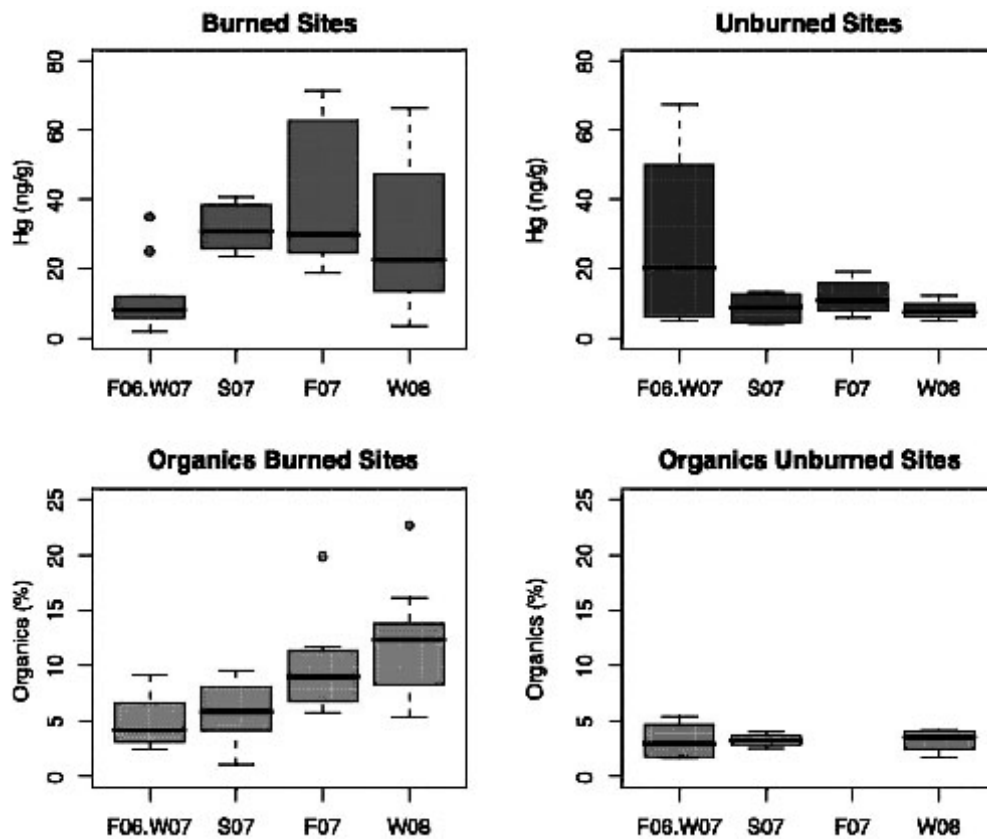 Burned Sites
Unburned Sites
Hg (ng/g)
80
60
40
20
0
F06.W07 S07 F07 W08
Hg (ng/g)
80
60
40
20
0
F06.W07 S07 F07 W08
Organics Burned Sites
Organics Unburned Sites
Organics (%)
25
20
15
10
5
0
F06.W07 S07 F07 W08
Organics (%)
25
20
15
10
5
0
F06.W07 S07 F07 W08